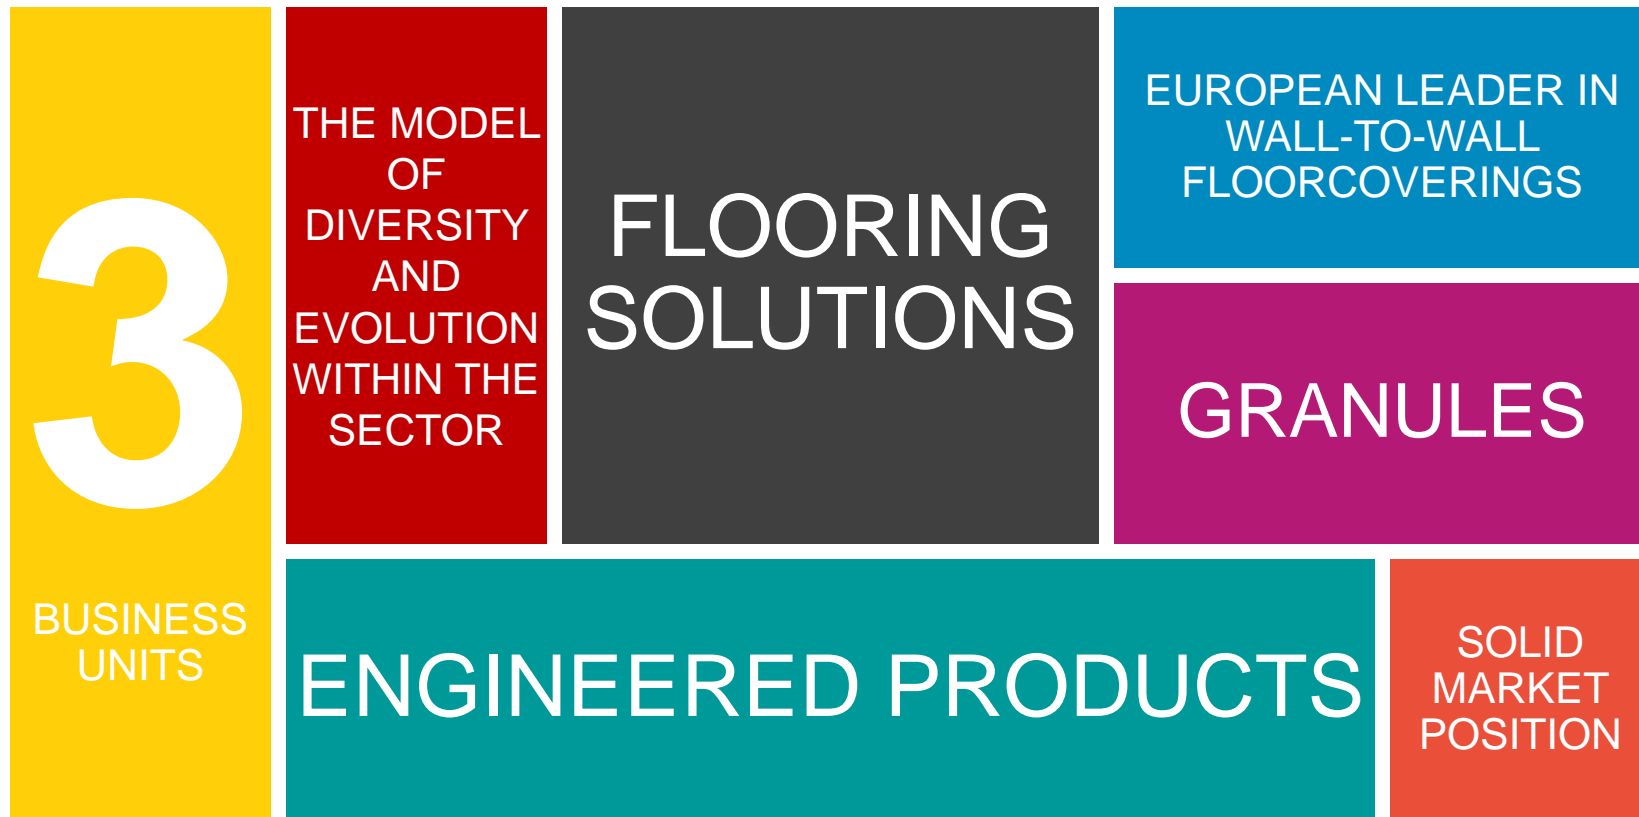 3
BUSINESS
UNITS
THE MODEL
OF
DIVERSITY
AND
EVOLUTION
WITHIN THE
SECTOR
FLOORING
SOLUTIONS
EUROPEAN LEADER IN
WALL-TO-WALL
FLOORCOVERINGS
GRANULES
ENGINEERED PRODUCTS
SOLID
MARKET
POSITION